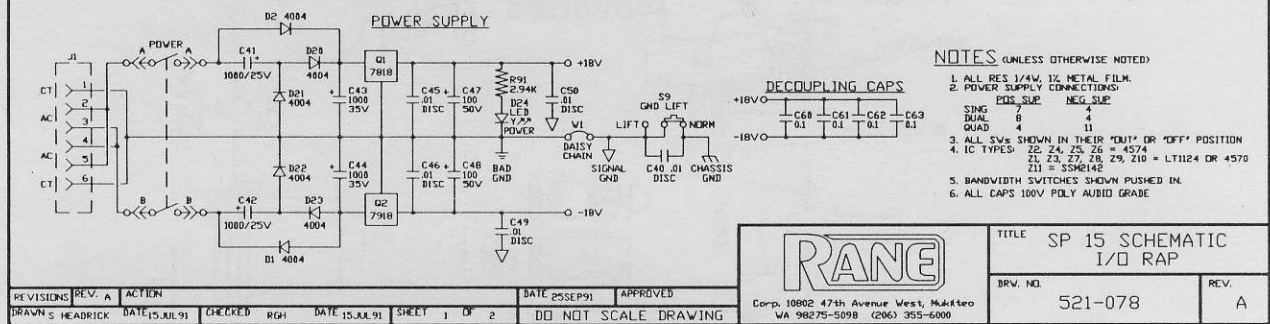 POWER SUPPLY
D2 4004
J1
POWER
A A
C41
1000/25V
D20
4004
Q1
7818
+18V
CT
1
AC
2
3
4
AC
5
CT
6
D21
4004
C43
1000
35V
C45
.01
DISC
C47
100
50V
R91
2.94K
D24
LED
Y
POWER
C50
.01
DISC
W1
DAISY
CHAIN
S9
GND LIFT
LIFT
NORM
D22
4004
C44
1000
35V
C46
.01
DISC
C48
100
50V
BAD
GND
SIGNAL
GND
C40 .01
DISC
CHASSIS
GND
B B
C42
1000/25V
D23
4004
Q2
7918
-18V
C49
.01
DISC
D1 4004
DECOUPLING CAPS
+18V
C60
0.1
C61
0.1
C62
0.1
C63
0.1
-18V
NOTES (UNLESS OTHERWISE NOTED)
1. ALL RES 1/4W, 1% METAL FILM.
2. POWER SUPPLY CONNECTIONS:
POS SUP NEG SUP
SING 7 4
DUAL 8 4
QUAD 4 11
3. ALL SWs SHOWN IN THEIR "OUT" OR "OFF" POSITION
4. IC TYPES: Z2, Z4, Z5, Z6 = 4574
Z1, Z3, Z7, Z8, Z9, Z10 = LT1124 OR 4570
Z11 = SSM2142
5. BANDWIDTH SWITCHES SHOWN PUSHED IN.
6. ALL CAPS 100V POLY AUDIO GRADE
RANE
Corp. 10802 47th Avenue West, Mukilteo
WA 98275-5098 (206) 355-6000
TITLE SP 15 SCHEMATIC
I/O RAP
DRW. NO.
521-078
REV.
A
REVISIONS REV. A ACTION DATE 25SEP91 APPROVED
DRAWN S HEADRICK DATE 15JUL91 CHECKED RGH DATE 15JUL91 SHEET 1 OF 2 DO NOT SCALE DRAWING